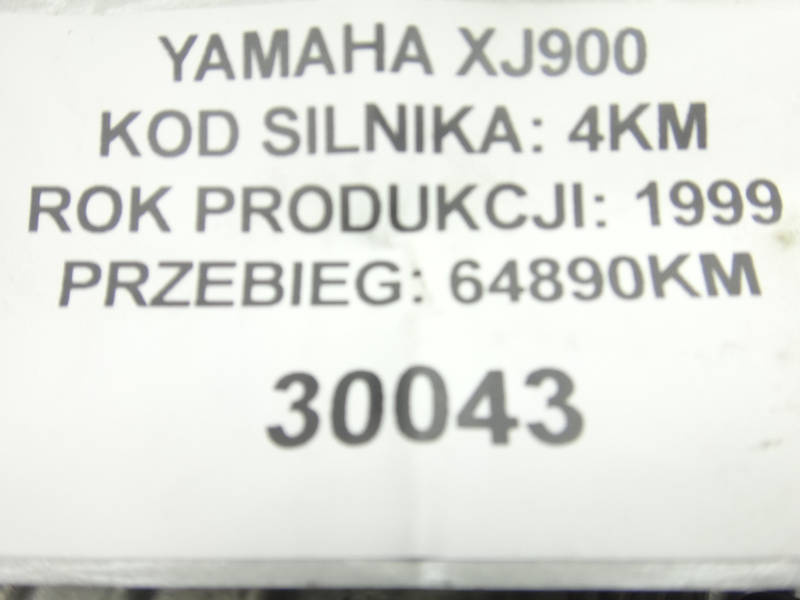 YAMAHA XJ900
KOD SILNIKA: 4KM
ROK PRODUKCJI: 1999
PRZEBIEG: 64890KM
30043